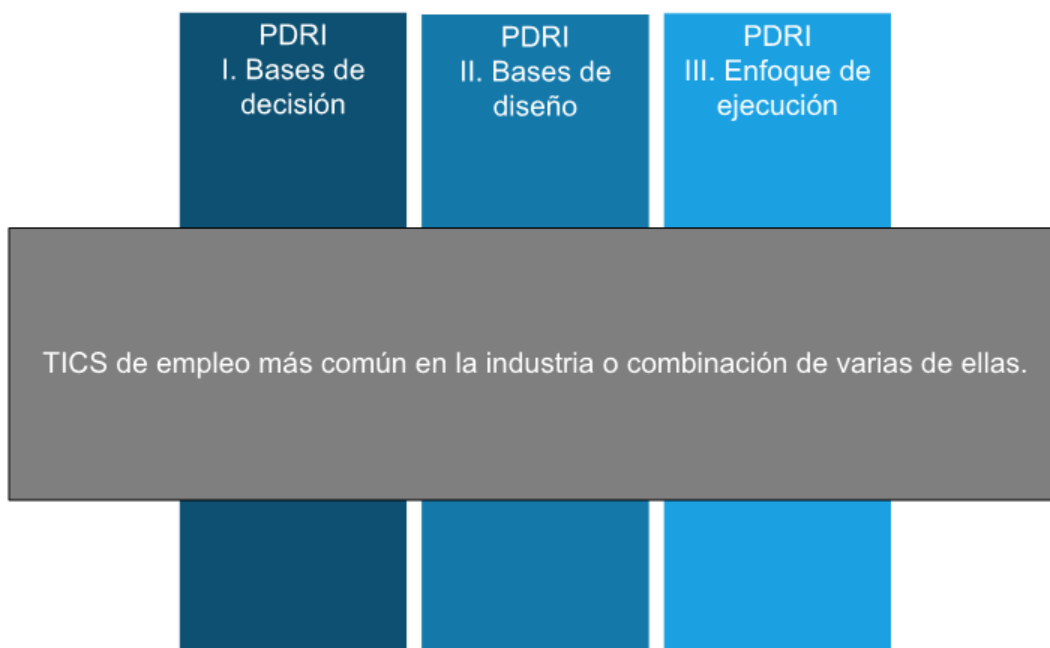 PDRI
I. Bases de
decisión
PDRI
II. Bases de
diseño
PDRI
III. Enfoque de
ejecución
TICS de empleo más común en la industria o combinación de varias de ellas.